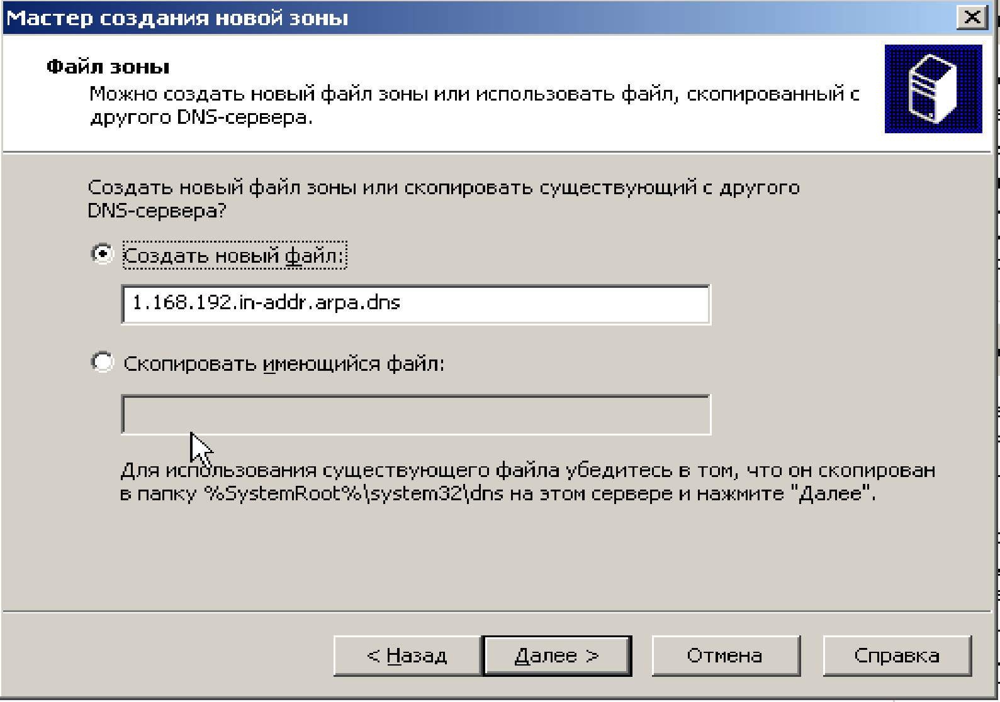 Мастер создания новой зоны
Файл зоны
Можно создать новый файл зоны или использовать файл, скопированный с
другого DNS-сервера.
Создать новый файл зоны или скопировать существующий с другого
DNS-сервера?
Создать новый файл:
1.168.192.in-addr.arpa.dns
Скопировать имеющийся файл:
Для использования существующего файла убедитесь в том, что он скопирован
в папку %SystemRoot%\system32\dns на этом сервере и нажмите "Далее".
< Назад
Далее >
Отмена
Справка